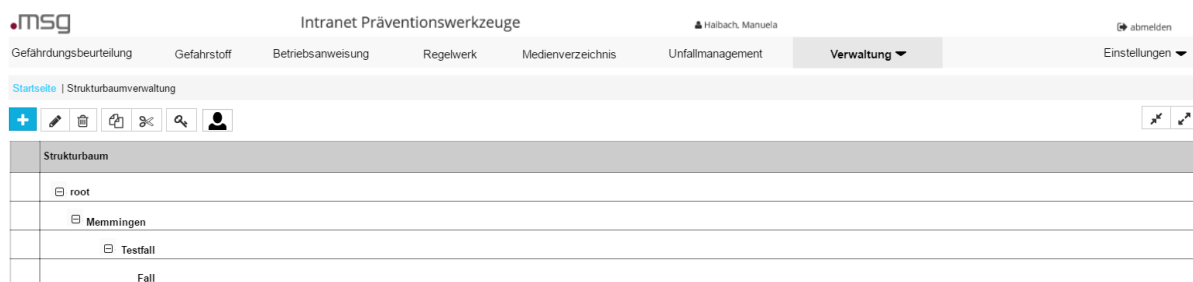 .msg Intranet Präventionswerkzeuge Haibach, Manuela abmelden
Gefährdungsbeurteilung Gefahrstoff Betriebsanweisung Regelwerk Medienverzeichnis Unfallmanagement Verwaltung Einstellungen
Startseite | Strukturbaumverwaltung
Strukturbaum
root
Memmingen
Testfall
Fall